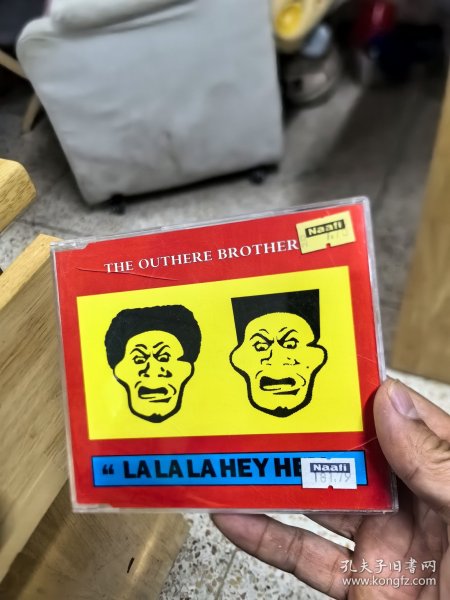 THE OUTHERE BROTHER
Naafi
“ LA LA LA HEY HE
Naafi
孔夫子旧书网
www.kongfz.com